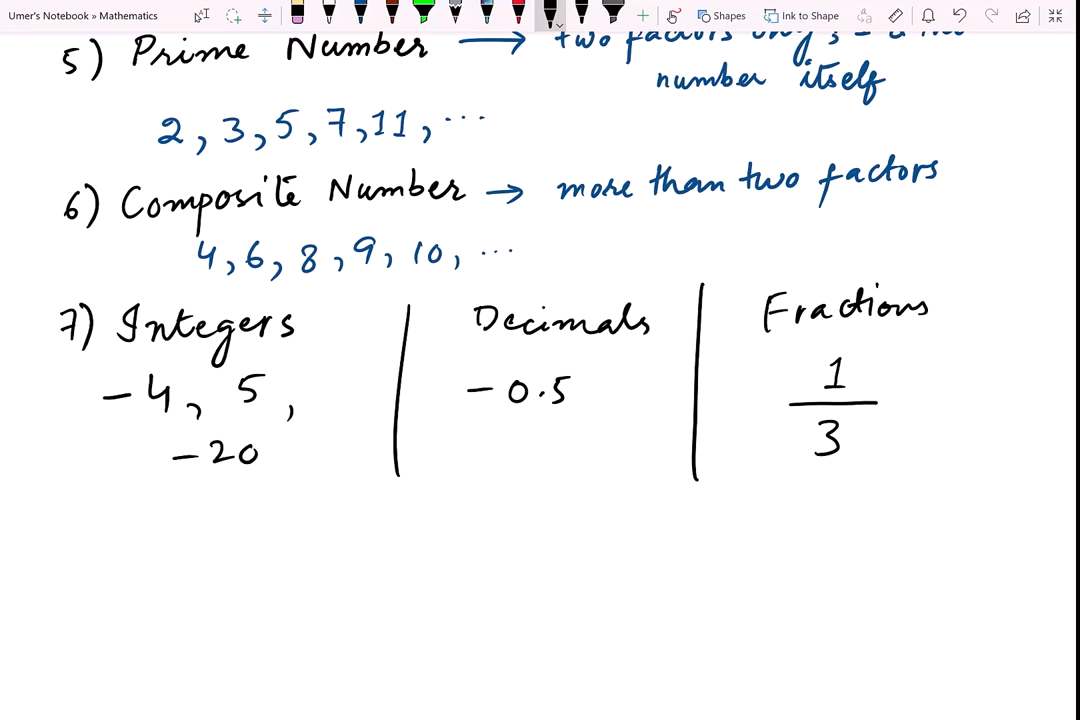 Umer's Notebook » Mathematics
Shapes
Ink to Shape
5) Prime Number → two factors only,
number itself
2, 3, 5, 7, 11, ...
6) Composite Number → more than two factors
4, 6, 8, 9, 10, ...
7) Integers | Decimals | Fractions
-4, 5, | -0.5 | 1/3
-20